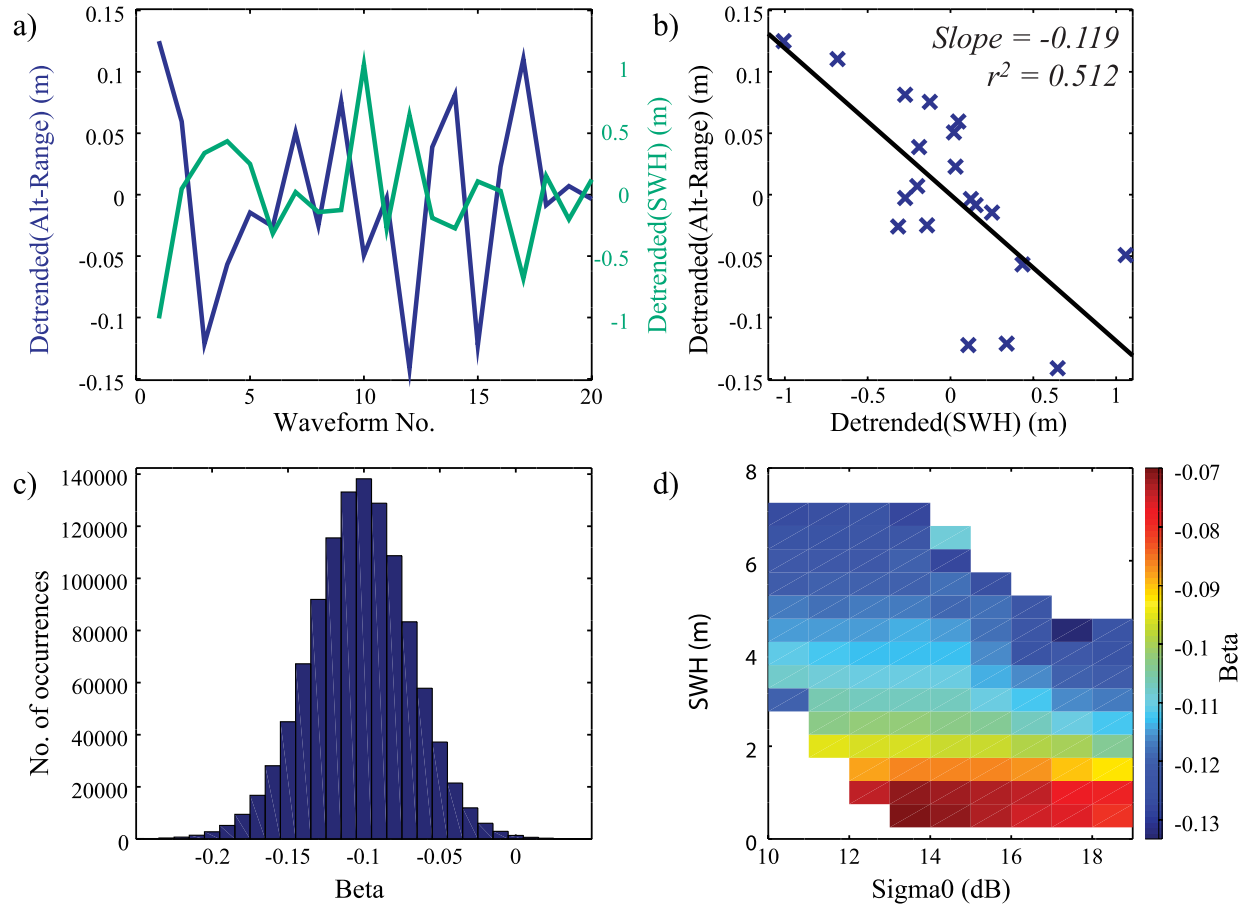 a)
Detrended(Alt-Range) (m)
0.15
0.1
0.05
0
-0.05
-0.1
-0.15
0 5 10 15 20
Waveform No.
1
0.5
0
-0.5
-1
Detrended(SWH) (m)
b)
Detrended(Alt-Range) (m)
0.15
0.1
0.05
0
-0.05
-0.1
-0.15
Slope = -0.119
r² = 0.512
-1 -0.5 0 0.5 1
Detrended(SWH) (m)
c)
No. of occurrences
140000
120000
100000
80000
60000
40000
20000
0
-0.2 -0.15 -0.1 -0.05 0
Beta
d)
SWH (m)
8
6
4
2
0
10 12 14 16 18
Sigma0 (dB)
-0.07
-0.08
-0.09
-0.1
-0.11
-0.12
-0.13
Beta